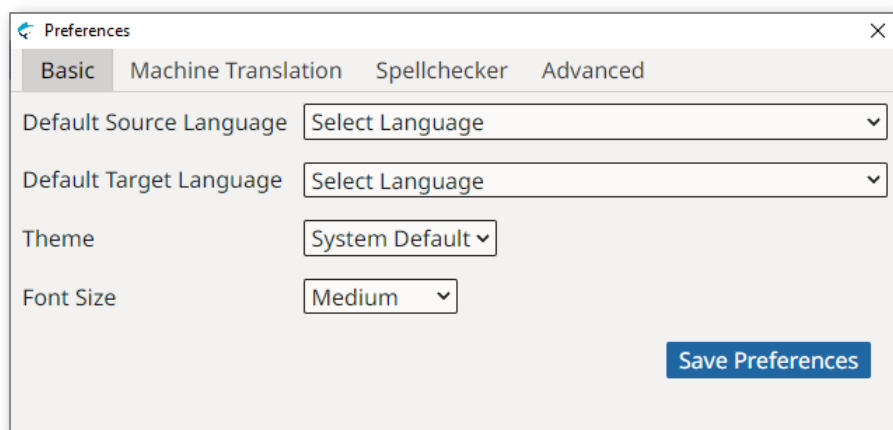 Preferences
Basic Machine Translation Spellchecker Advanced
Default Source Language Select Language
Default Target Language Select Language
Theme System Default
Font Size Medium
Save Preferences